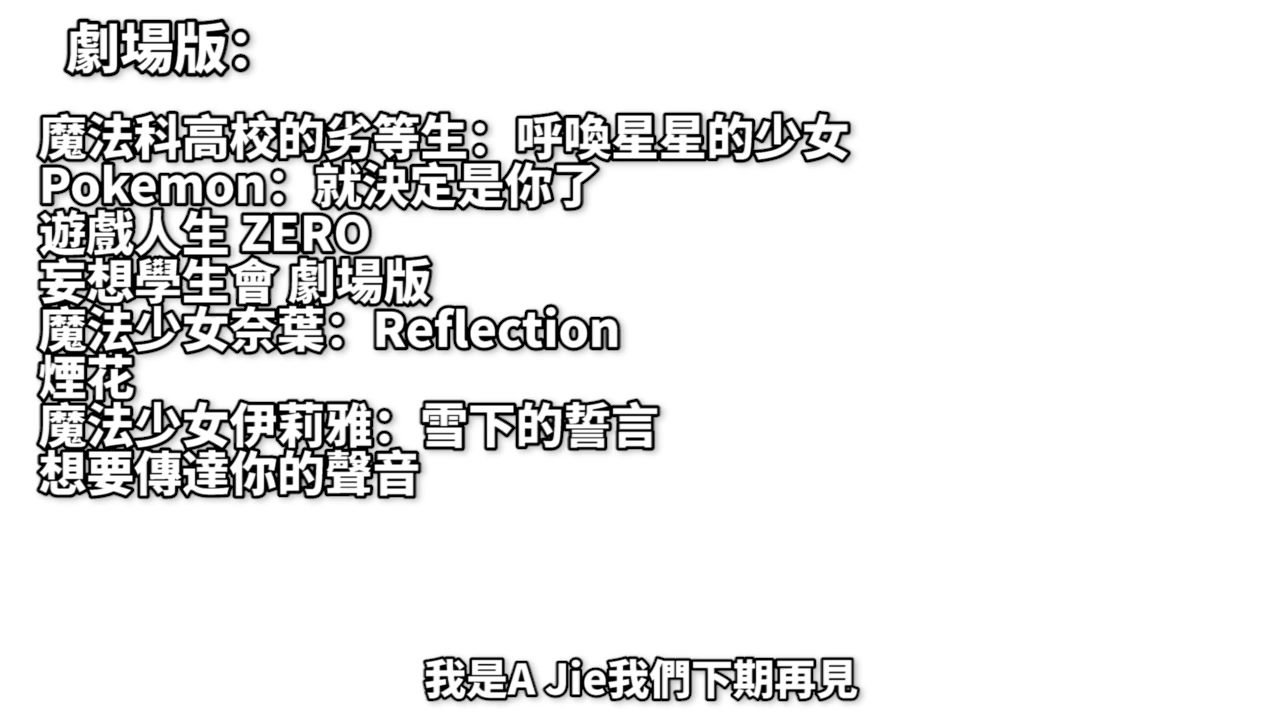 劇場版：
魔法科高校的劣等生：呼喚星星的少女
Pokemon：就決定是你了
遊戲人生 ZERO
妄想學生會 劇場版
魔法少女奈葉：Reflection
煙花
魔法少女伊莉雅：雪下的誓言
想要傳達你的聲音
我是A Jie我們下期再見